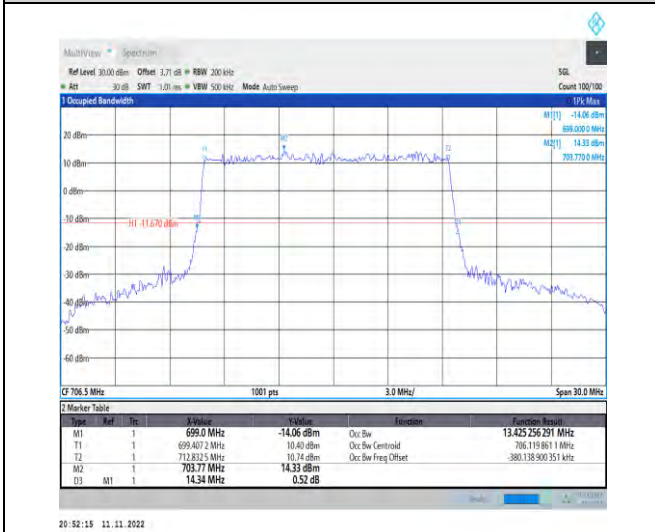 MultiView Spectrum
Ref Level 30.00 dBm Offset 3.71 dB RBW 200 kHz SGL
Att 30 dB SWT 1.01 ms VBW 500 kHz Mode Auto Sweep Count 100/100
1 Occupied Bandwidth 1Pk Max
M1[1] -14.06 dBm
699.0000 MHz
M2[1] 14.33 dBm
703.7700 MHz
20 dBm
T1 M2 T2
10 dBm
0 dBm
-10 dBm
H1 -11.670 dBm
M1
-20 dBm
-30 dBm
-40 dBm
-50 dBm
-60 dBm
CF 706.5 MHz 1001 pts 3.0 MHz/ Span 30.0 MHz
2 Marker Table
Type Ref Trc X-Value Y-Value Function Function Result
M1 1 699.0 MHz -14.06 dBm Occ Bw 13.425 256 291 MHz
T1 1 699.407 2 MHz 10.40 dBm Occ Bw Centroid 706.119 861 1 MHz
T2 1 712.832 5 MHz 10.74 dBm Occ Bw Freq Offset -380.138 900 351 kHz
M2 1 703.77 MHz 14.33 dBm
D3 M1 1 14.34 MHz 0.52 dB
20:52:15 11.11.2022